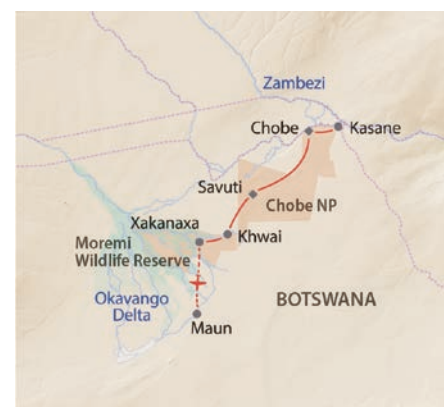 Zambezi
Chobe
Kasane
Savuti
Chobe NP
Xakanaxa
Khwai
Moremi
Wildlife Reserve
Okavango
Delta
BOTSWANA
Maun